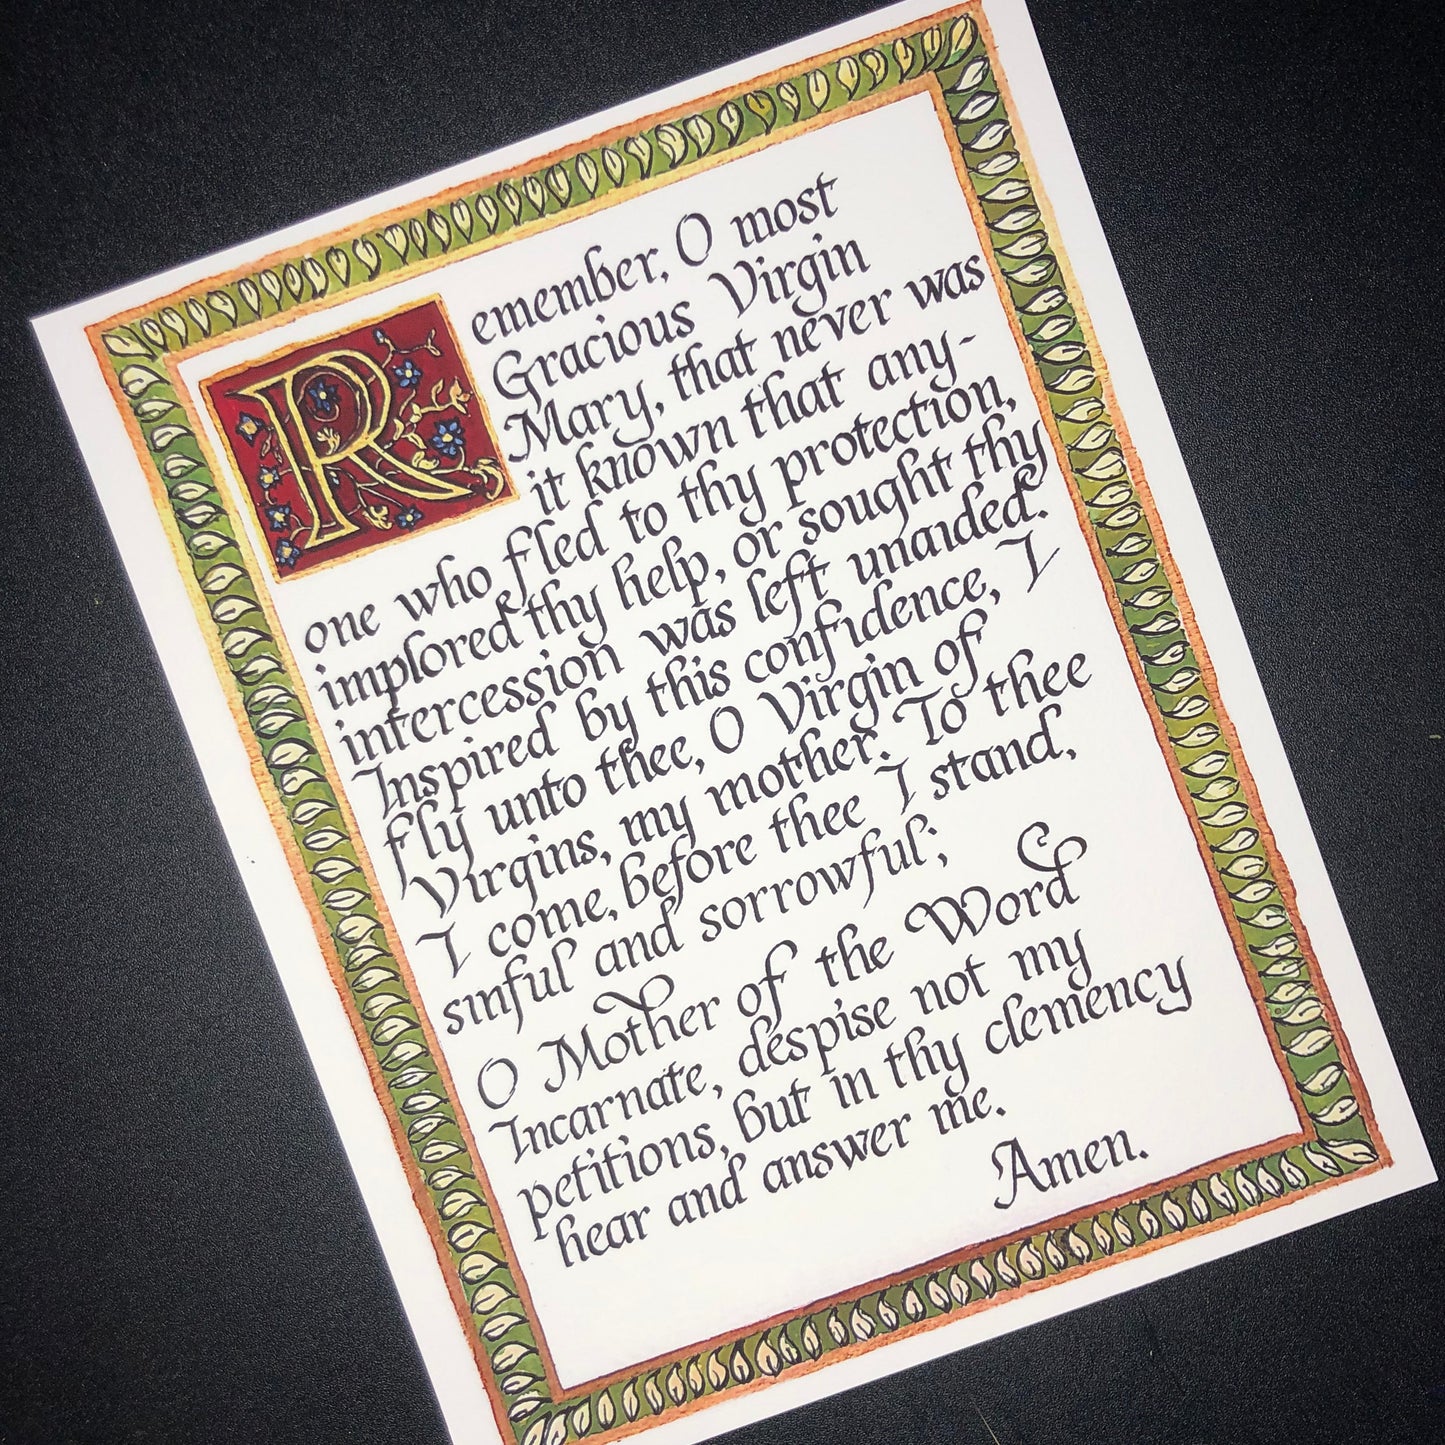 Remember, O most
Gracious Virgin
Mary, that never was
it known that any-
one who fled to thy protection,
implored thy help, or sought thy
intercession was left unaided.
Inspired by this confidence, I
fly unto thee, O Virgin of
Virgins, my mother. To thee
I come, before thee I stand,
sinful and sorrowful;
O Mother of the Word
Incarnate, despise not my
petitions, but in thy clemency
hear and answer me.
Amen.